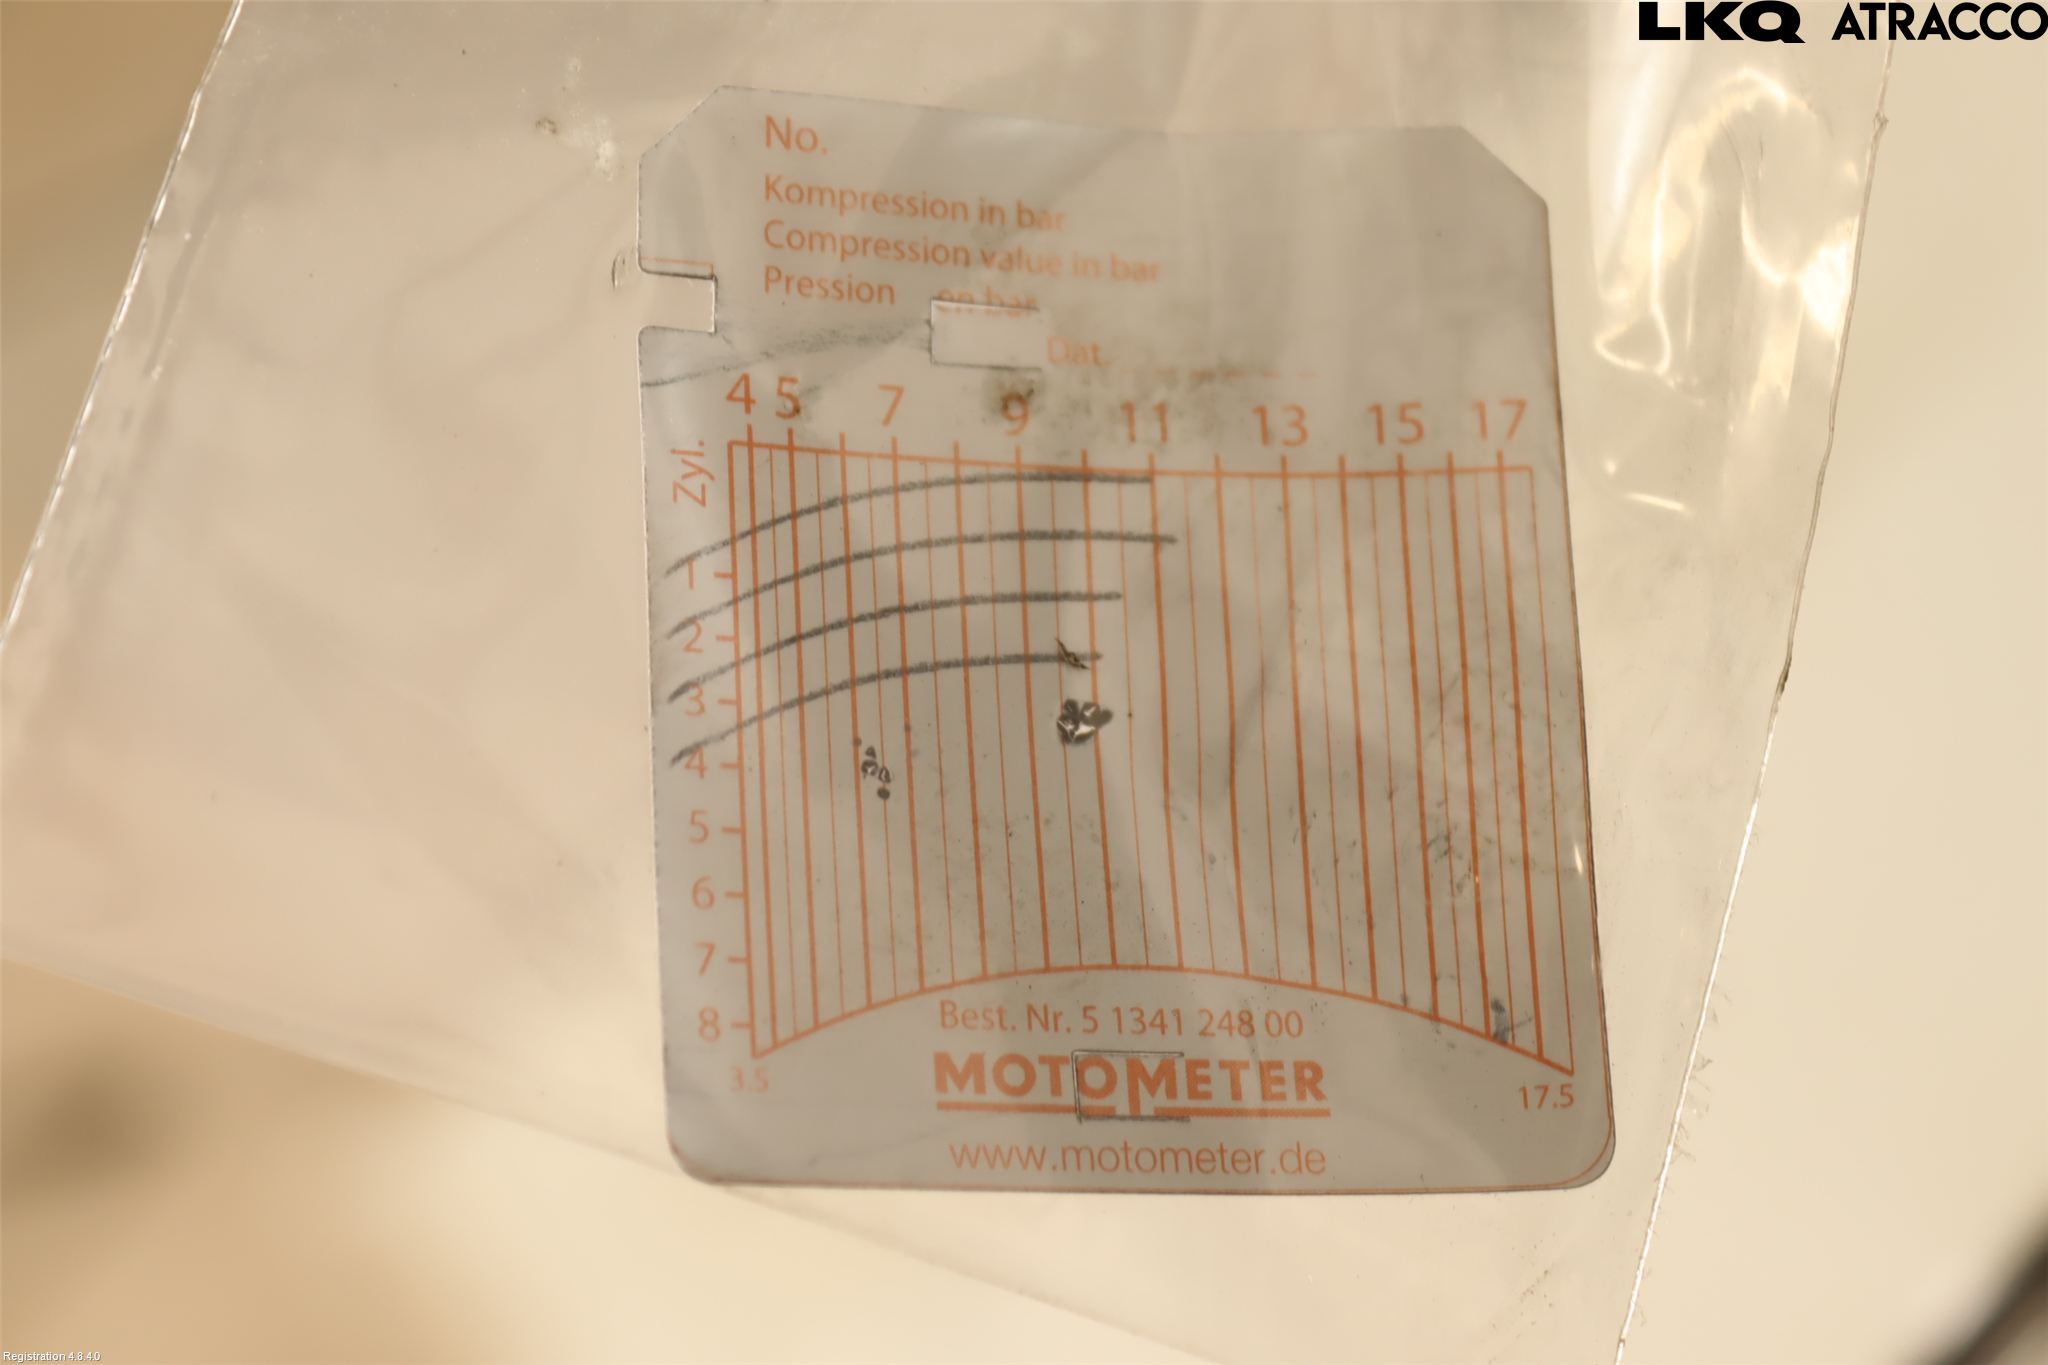 LKQ ATRACCO
No.
Kompression in bar
Compression value in bar
Pression en bar
Dat.
4 5 7 9 11 13 15 17
Zyl.
1
2
3
4
5
6
7
8
3.5
17.5
Best. Nr. 5 1341 248 00
MOTOMETER
www.motometer.de
Registration 4.8.4.0